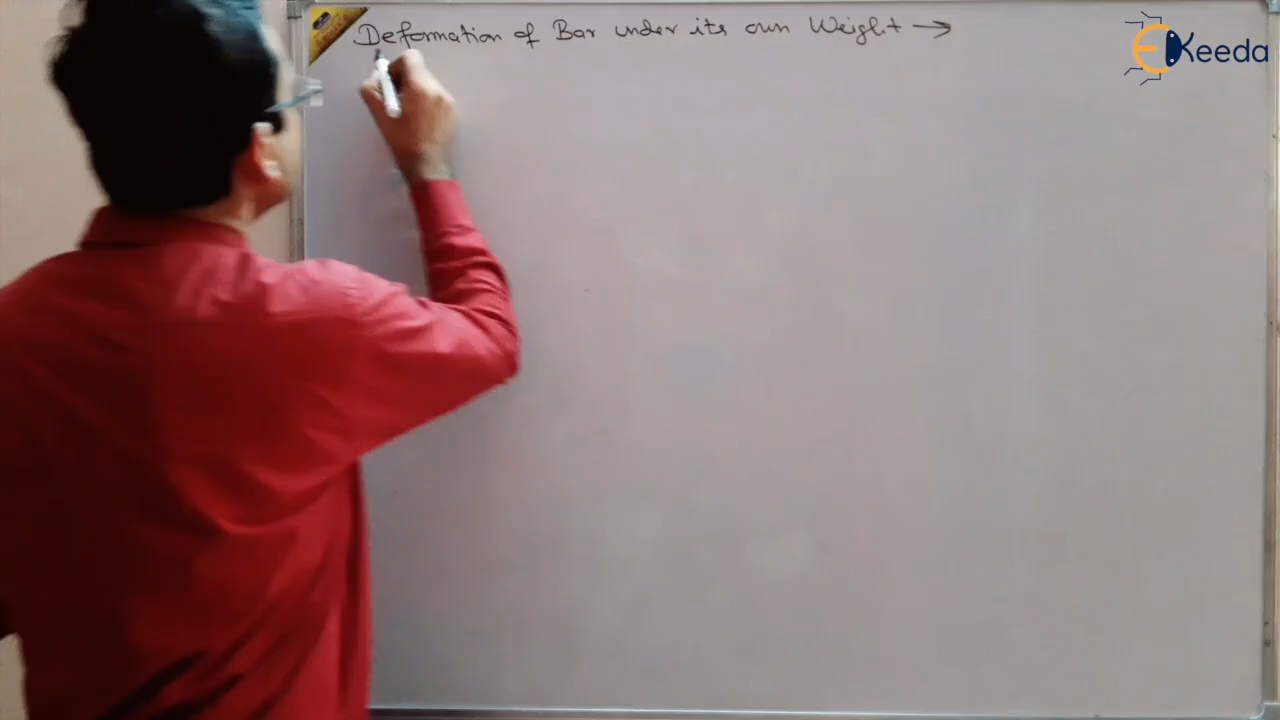 Deformation of Bar under its own Weight →
EKeeda